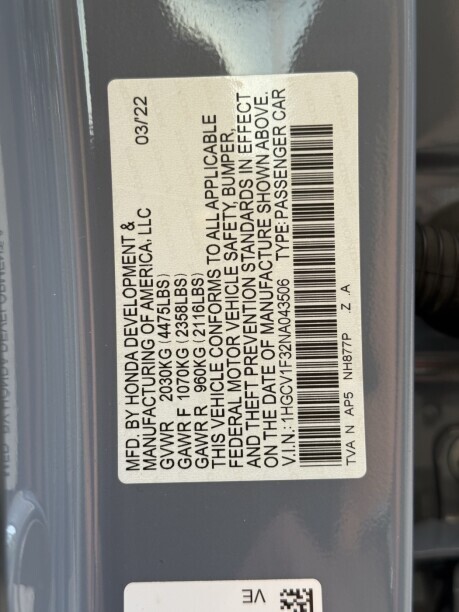 MFD. BY HONDA DEVELOPMENT &
MANUFACTURING OF AMERICA, LLC 03/'22
GVWR 2030KG (4475LBS)
GAWR F 1070KG (2358LBS)
GAWR R 960KG (2116LBS)
THIS VEHICLE CONFORMS TO ALL APPLICABLE
FEDERAL MOTOR VEHICLE SAFETY, BUMPER,
AND THEFT PREVENTION STANDARDS IN EFFECT
ON THE DATE OF MANUFACTURE SHOWN ABOVE.
V.I.N.: 1HGCV1F32NA043506 TYPE:PASSENGER CAR
TVA N AP5 NH877P Z A
VE